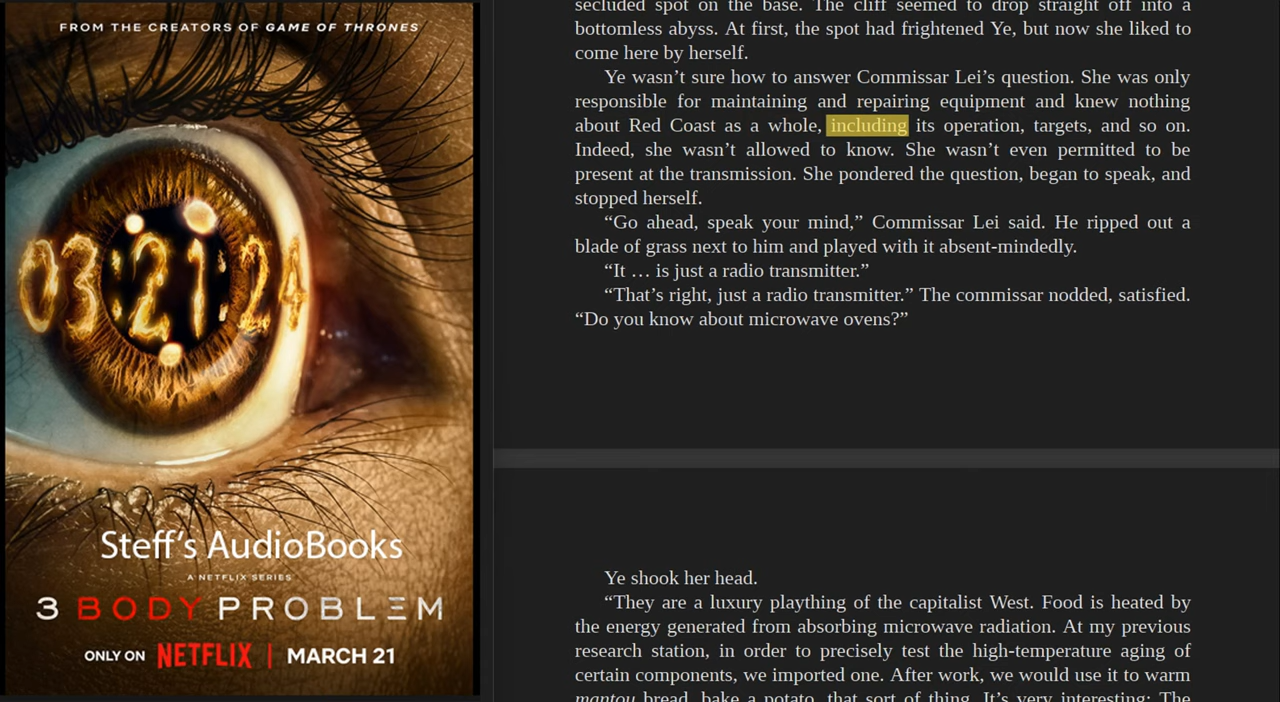 FROM THE CREATORS OF GAME OF THRONES
03:21:24
Steff's AudioBooks
A NETFLIX SERIES
3 BODY PROBLEM
ONLY ON NETFLIX | MARCH 21
secluded spot on the base. The cliff seemed to drop straight off into a
bottomless abyss. At first, the spot had frightened Ye, but now she liked to
come here by herself.
Ye wasn’t sure how to answer Commissar Lei’s question. She was only
responsible for maintaining and repairing equipment and knew nothing
about Red Coast as a whole, including its operation, targets, and so on.
Indeed, she wasn’t allowed to know. She wasn’t even permitted to be
present at the transmission. She pondered the question, began to speak, and
stopped herself.
“Go ahead, speak your mind,” Commissar Lei said. He ripped out a
blade of grass next to him and played with it absent-mindedly.
“It … is just a radio transmitter.”
“That’s right, just a radio transmitter.” The commissar nodded, satisfied.
“Do you know about microwave ovens?”
Ye shook her head.
“They are a luxury plaything of the capitalist West. Food is heated by
the energy generated from absorbing microwave radiation. At my previous
research station, in order to precisely test the high-temperature aging of
certain components, we imported one. After work, we would use it to warm
mantou bread, bake a potato, that sort of thing. It’s very interesting: The